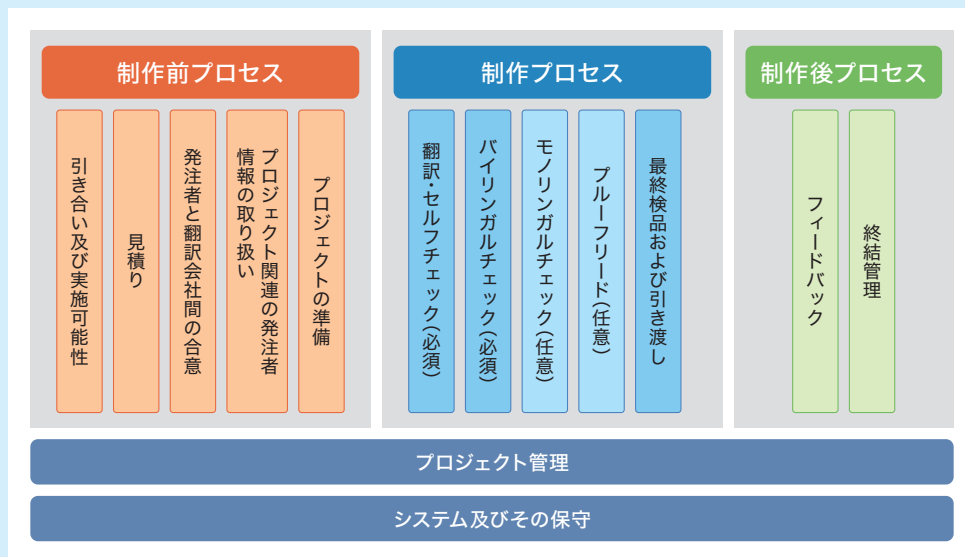 制作前プロセス
引き合い及び実施可能性
見積り
発注者と翻訳会社間の合意
プロジェクト関連の発注者
情報の取り扱い
プロジェクトの準備
制作プロセス
翻訳・セルフチェック(必須)
バイリンガルチェック(必須)
モノリンガルチェック(任意)
プルーフリード(任意)
最終検品および引き渡し
制作後プロセス
フィードバック
終結管理
プロジェクト管理
システム及びその保守